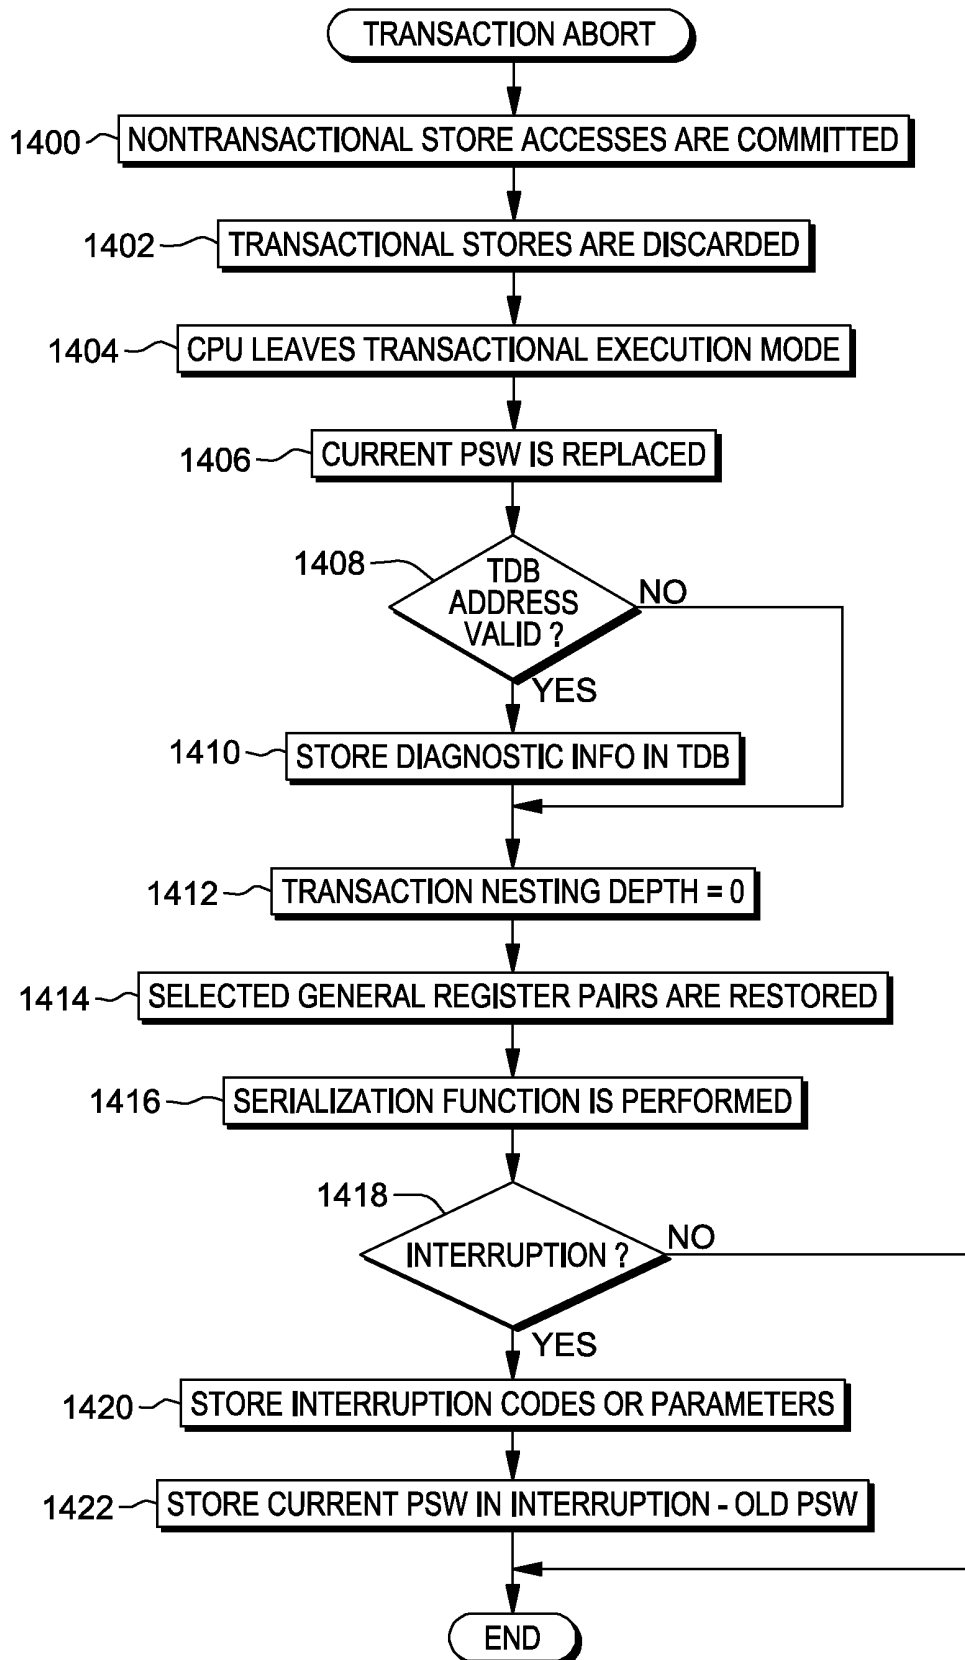 TRANSACTION ABORT
1400
NONTRANSACTIONAL STORE ACCESSES ARE COMMITTED
1402
TRANSACTIONAL STORES ARE DISCARDED
1404
CPU LEAVES TRANSACTIONAL EXECUTION MODE
1406
CURRENT PSW IS REPLACED
1408
TDB
ADDRESS
VALID ?
NO
YES
1410
STORE DIAGNOSTIC INFO IN TDB
1412
TRANSACTION NESTING DEPTH = 0
1414
SELECTED GENERAL REGISTER PAIRS ARE RESTORED
1416
SERIALIZATION FUNCTION IS PERFORMED
1418
INTERRUPTION ?
NO
YES
1420
STORE INTERRUPTION CODES OR PARAMETERS
1422
STORE CURRENT PSW IN INTERRUPTION - OLD PSW
END